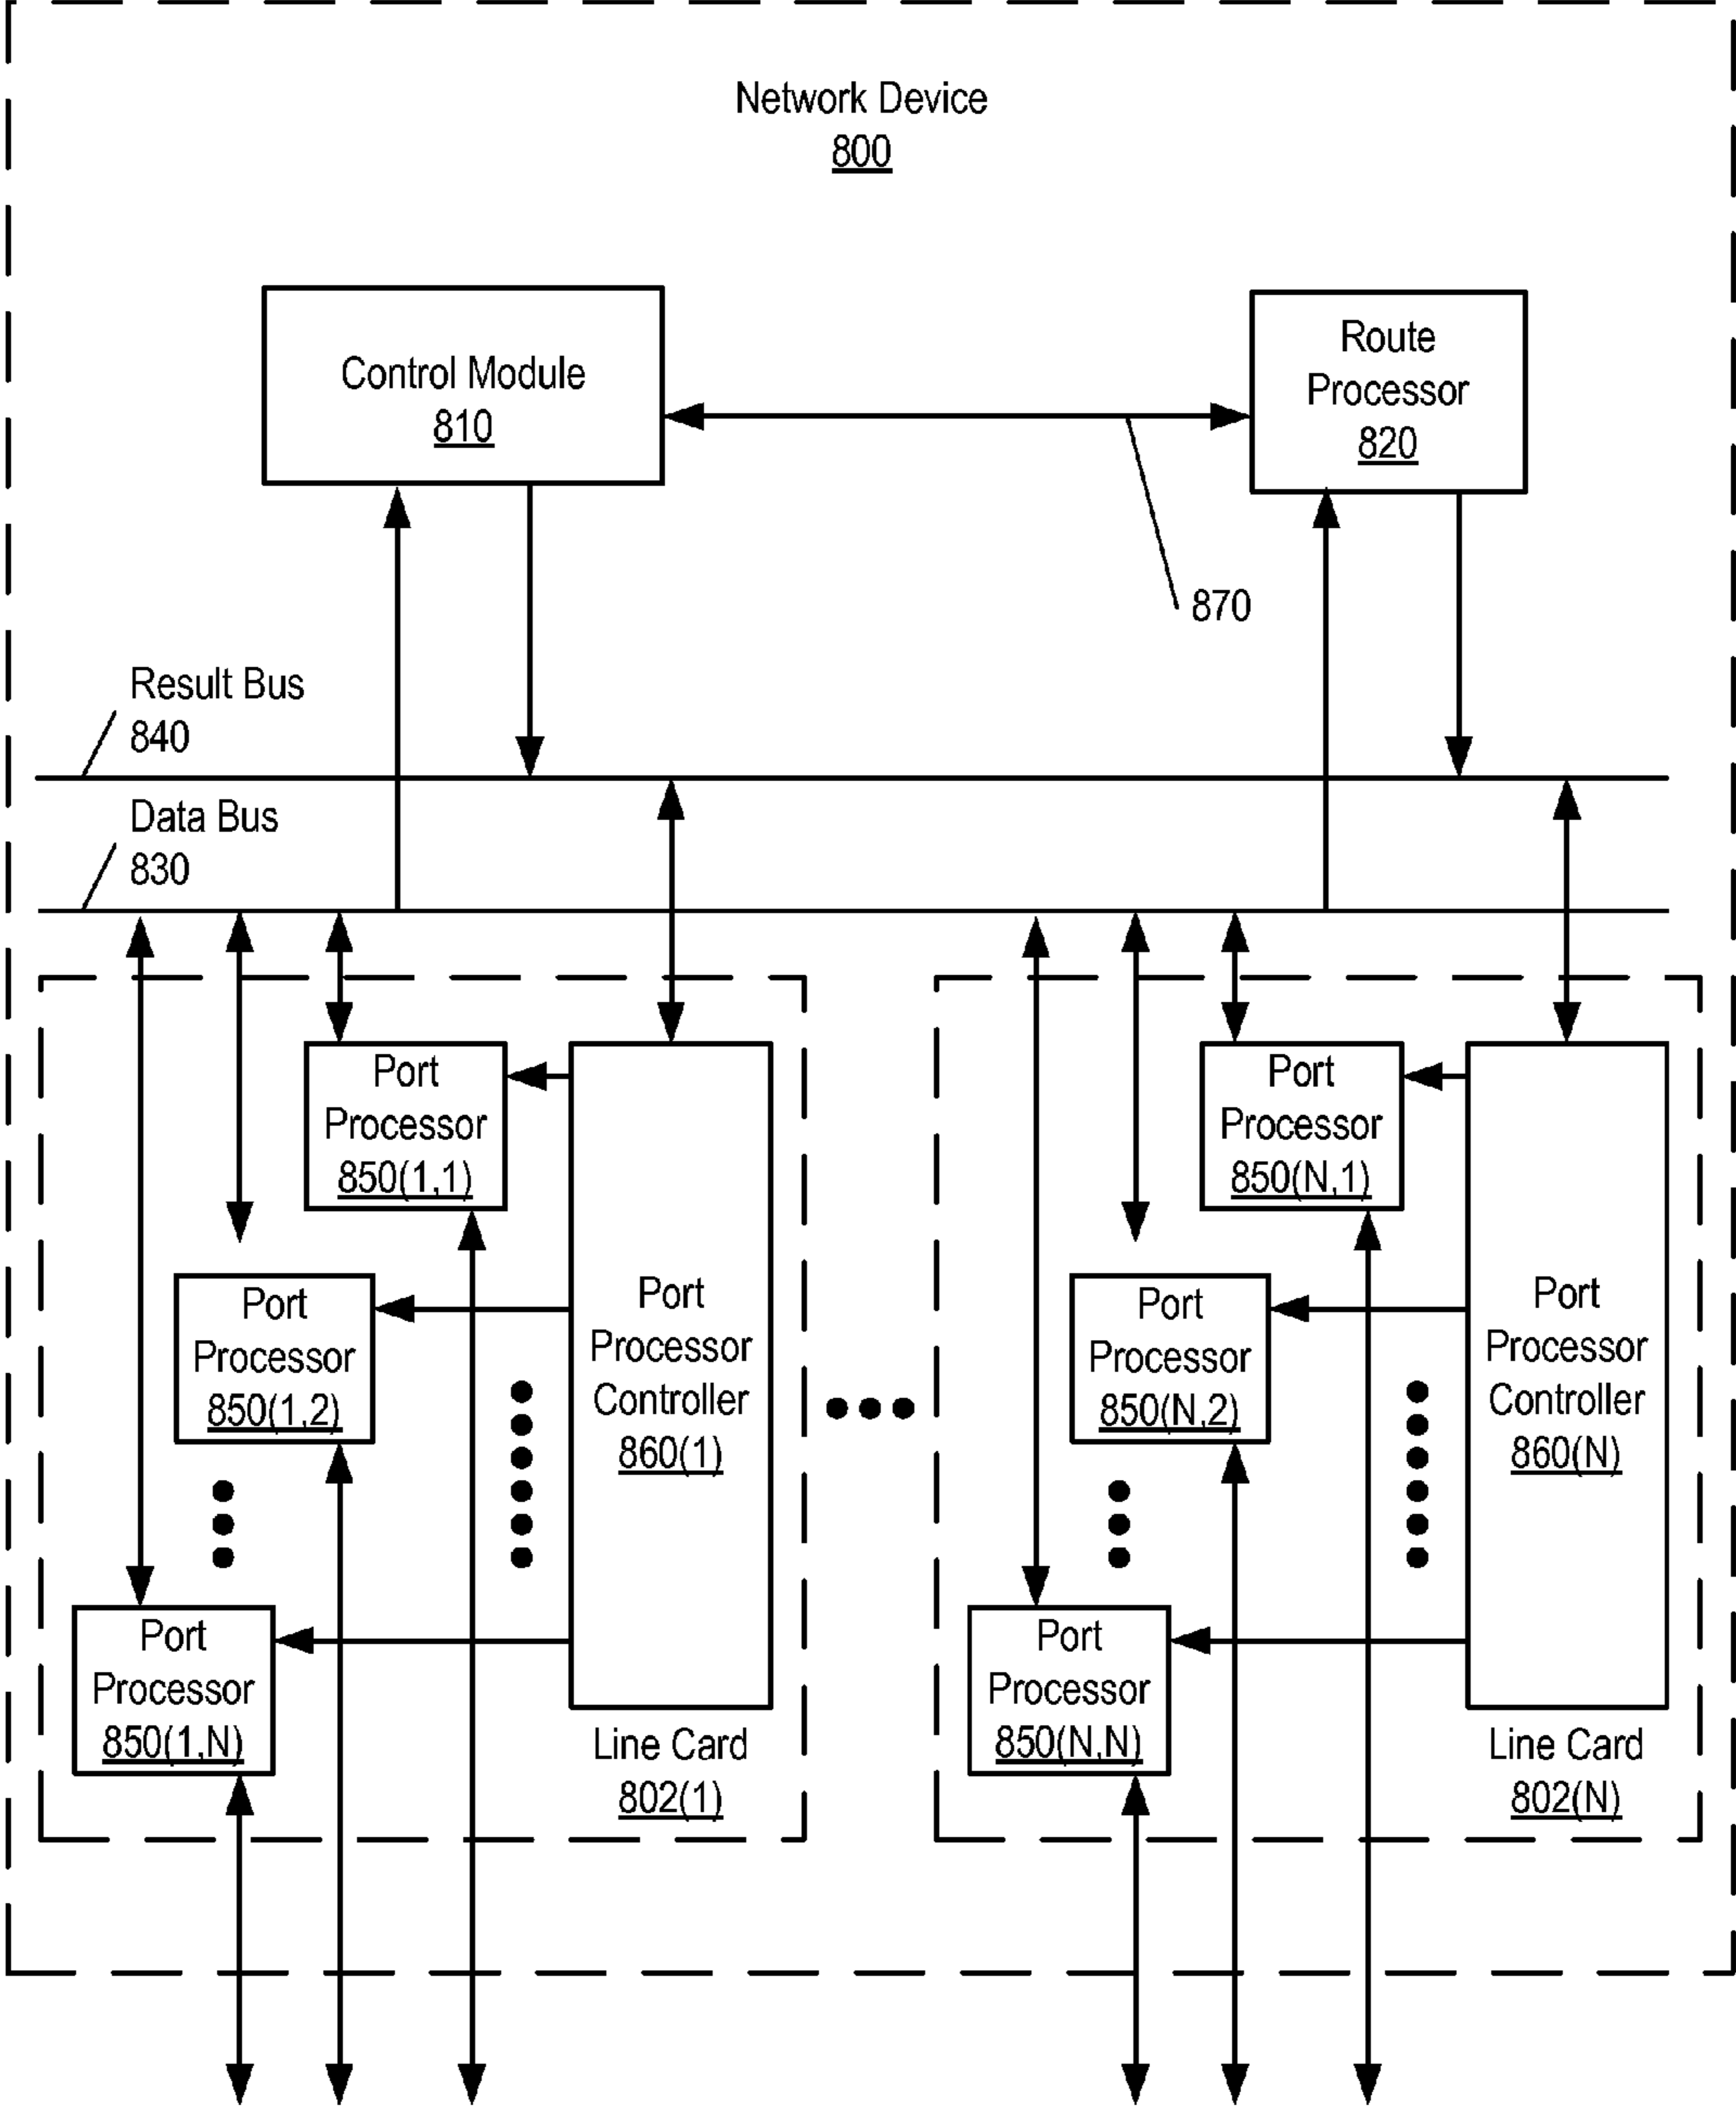 Network Device
800
Control Module
810
Route
Processor
820
870
Result Bus
840
Data Bus
830
Port
Processor
850(1,1)
Port
Processor
850(1,2)
Port
Processor
850(1,N)
Port
Processor
Controller
860(1)
Line Card
802(1)
Port
Processor
850(N,1)
Port
Processor
850(N,2)
Port
Processor
850(N,N)
Port
Processor
Controller
860(N)
Line Card
802(N)